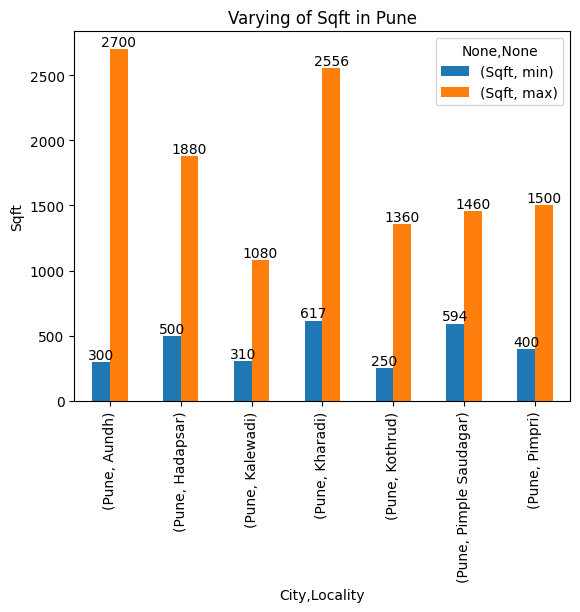 Varying of Sqft in Pune
None,None
(Sqft, min)
(Sqft, max)
Sqft
2500
2000
1500
1000
500
0
300
2700
500
1880
310
1080
617
2556
250
1360
594
1460
400
1500
(Pune, Aundh)
(Pune, Hadapsar)
(Pune, Kalewadi)
(Pune, Kharadi)
(Pune, Kothrud)
(Pune, Pimple Saudagar)
(Pune, Pimpri)
City,Locality